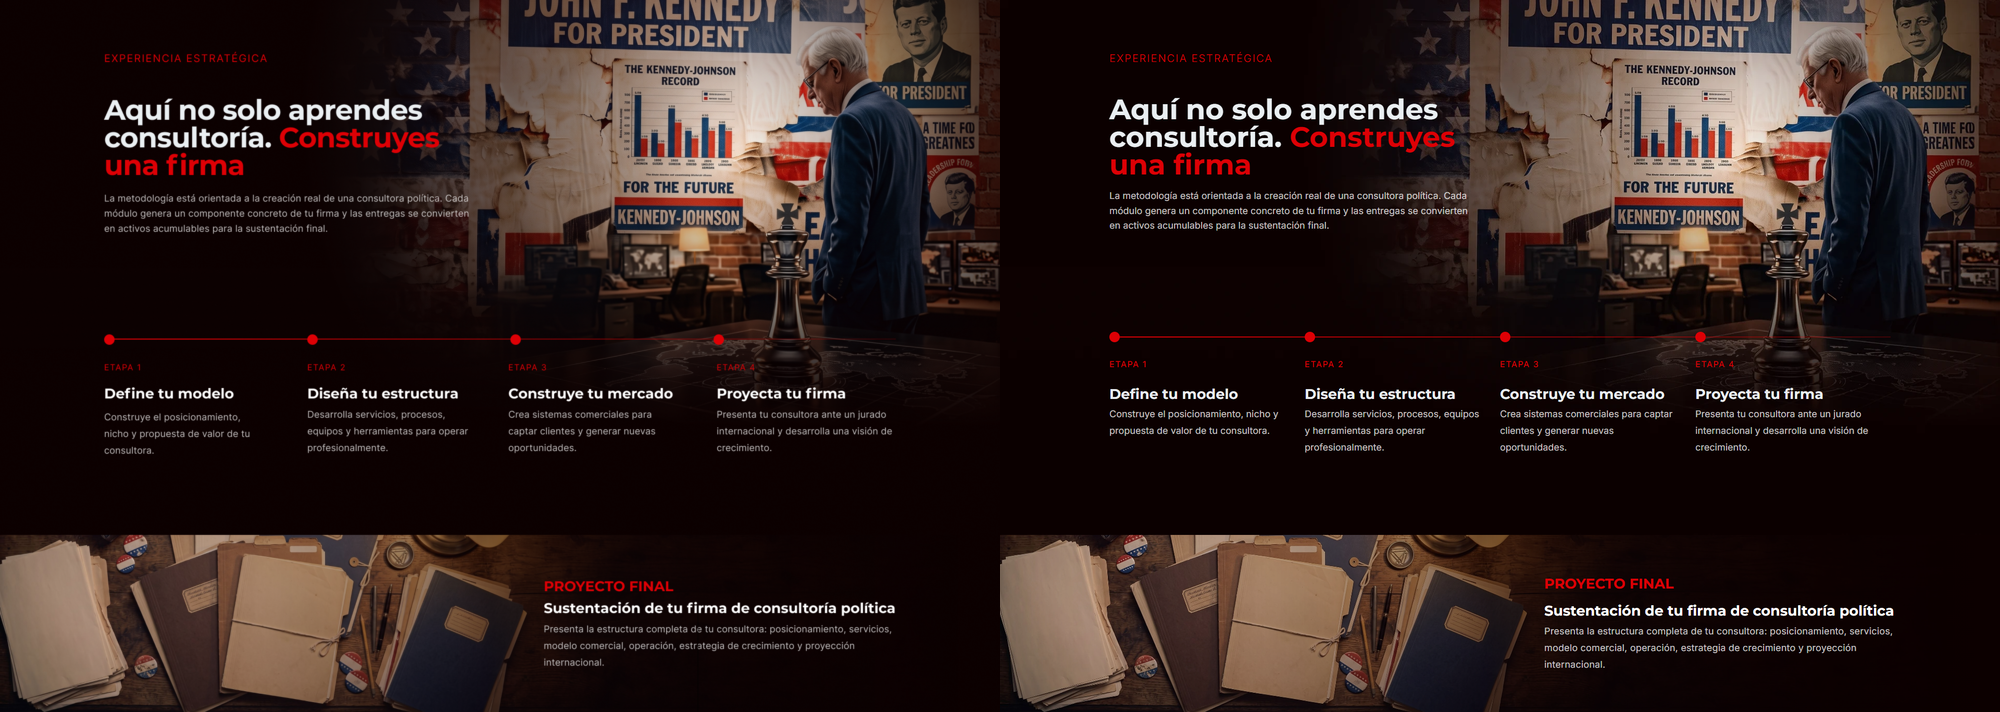 EXPERIENCIA ESTRATÉGICA
Aquí no solo aprendes
consultoría. Construyes
una firma
La metodología está orientada a la creación real de una consultora política. Cada
módulo genera un componente concreto de tu firma y las entregas se convierten
en activos acumulables para la sustentación final.
JOHN F. KENNEDY
FOR PRESIDENT
THE KENNEDY-JOHNSON
RECORD
FOR THE FUTURE
KENNEDY-JOHNSON
OR PRESIDENT
A TIME FO
GREATNES
LEADERSHIP FOR
ETAPA 1
Define tu modelo
Construye el posicionamiento,
nicho y propuesta de valor de tu
consultora.
ETAPA 2
Diseña tu estructura
Desarrolla servicios, procesos,
equipos y herramientas para operar
profesionalmente.
ETAPA 3
Construye tu mercado
Crea sistemas comerciales para
captar clientes y generar nuevas
oportunidades.
ETAPA 4
Proyecta tu firma
Presenta tu consultora ante un jurado
internacional y desarrolla una visión de
crecimiento.
PROYECTO FINAL
Sustentación de tu firma de consultoría política
Presenta la estructura completa de tu consultora: posicionamiento, servicios,
modelo comercial, operación, estrategia de crecimiento y proyección
internacional.
EXPERIENCIA ESTRATÉGICA
Aquí no solo aprendes
consultoría. Construyes
una firma
La metodología está orientada a la creación real de una consultora política. Cada
módulo genera un componente concreto de tu firma y las entregas se convierten
en activos acumulables para la sustentación final.
JOHN F. KENNEDY
FOR PRESIDENT
THE KENNEDY-JOHNSON
RECORD
FOR THE FUTURE
KENNEDY-JOHNSON
OR PRESIDENT
A TIME FO
GREATNES
ETAPA 1
Define tu modelo
Construye el posicionamiento, nicho y
propuesta de valor de tu consultora.
ETAPA 2
Diseña tu estructura
Desarrolla servicios, procesos, equipos
y herramientas para operar
profesionalmente.
ETAPA 3
Construye tu mercado
Crea sistemas comerciales para captar
clientes y generar nuevas
oportunidades.
ETAPA 4
Proyecta tu firma
Presenta tu consultora ante un jurado
internacional y desarrolla una visión de
crecimiento.
PROYECTO FINAL
Sustentación de tu firma de consultoría política
Presenta la estructura completa de tu consultora: posicionamiento, servicios,
modelo comercial, operación, estrategia de crecimiento y proyección
internacional.